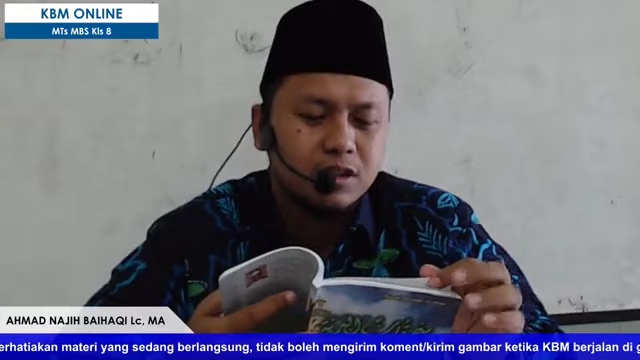 KBM ONLINE
MTs MBS Kls 8
AHMAD NAJIH BAIHAQI Lc, MA
erhatiakan materi yang sedang berlangsung, tidak boleh mengirim koment/kirim gambar ketika KBM berjalan di g